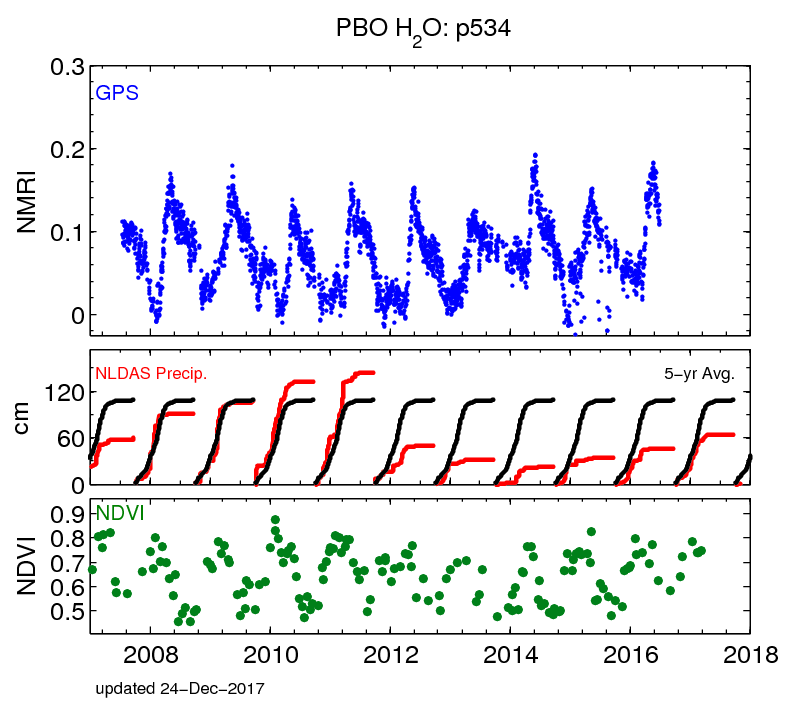 PBO H₂O: p534
0.3
GPS
0.2
NMRI
0.1
0
NLDAS Precip.
5-yr Avg.
120
cm
60
0
0.9
NDVI
0.8
NDVI
0.7
0.6
0.5
2008 2010 2012 2014 2016 2018
updated 24-Dec-2017